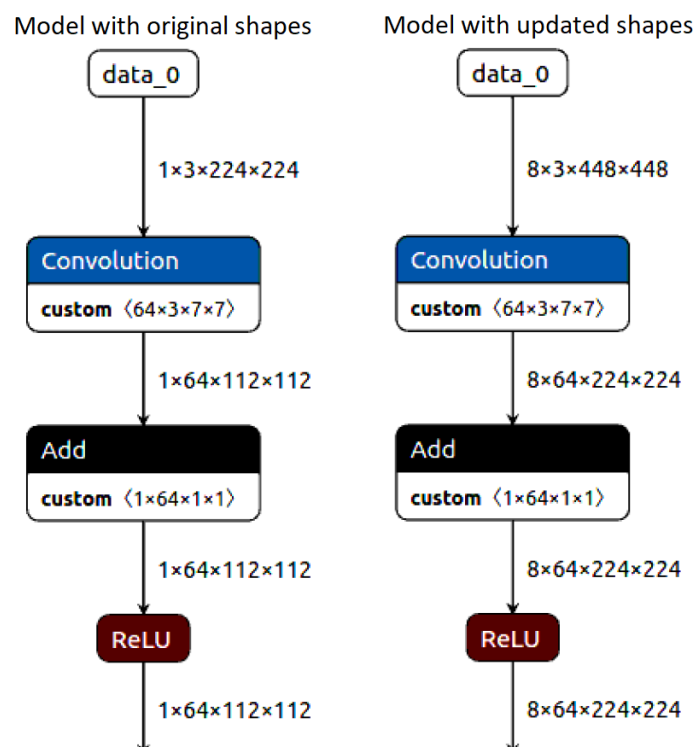 Model with original shapes
data_0
1×3×224×224
Convolution
custom 〈64×3×7×7〉
1×64×112×112
Add
custom 〈1×64×1×1〉
1×64×112×112
ReLU
1×64×112×112
Model with updated shapes
data_0
8×3×448×448
Convolution
custom 〈64×3×7×7〉
8×64×224×224
Add
custom 〈1×64×1×1〉
8×64×224×224
ReLU
8×64×224×224